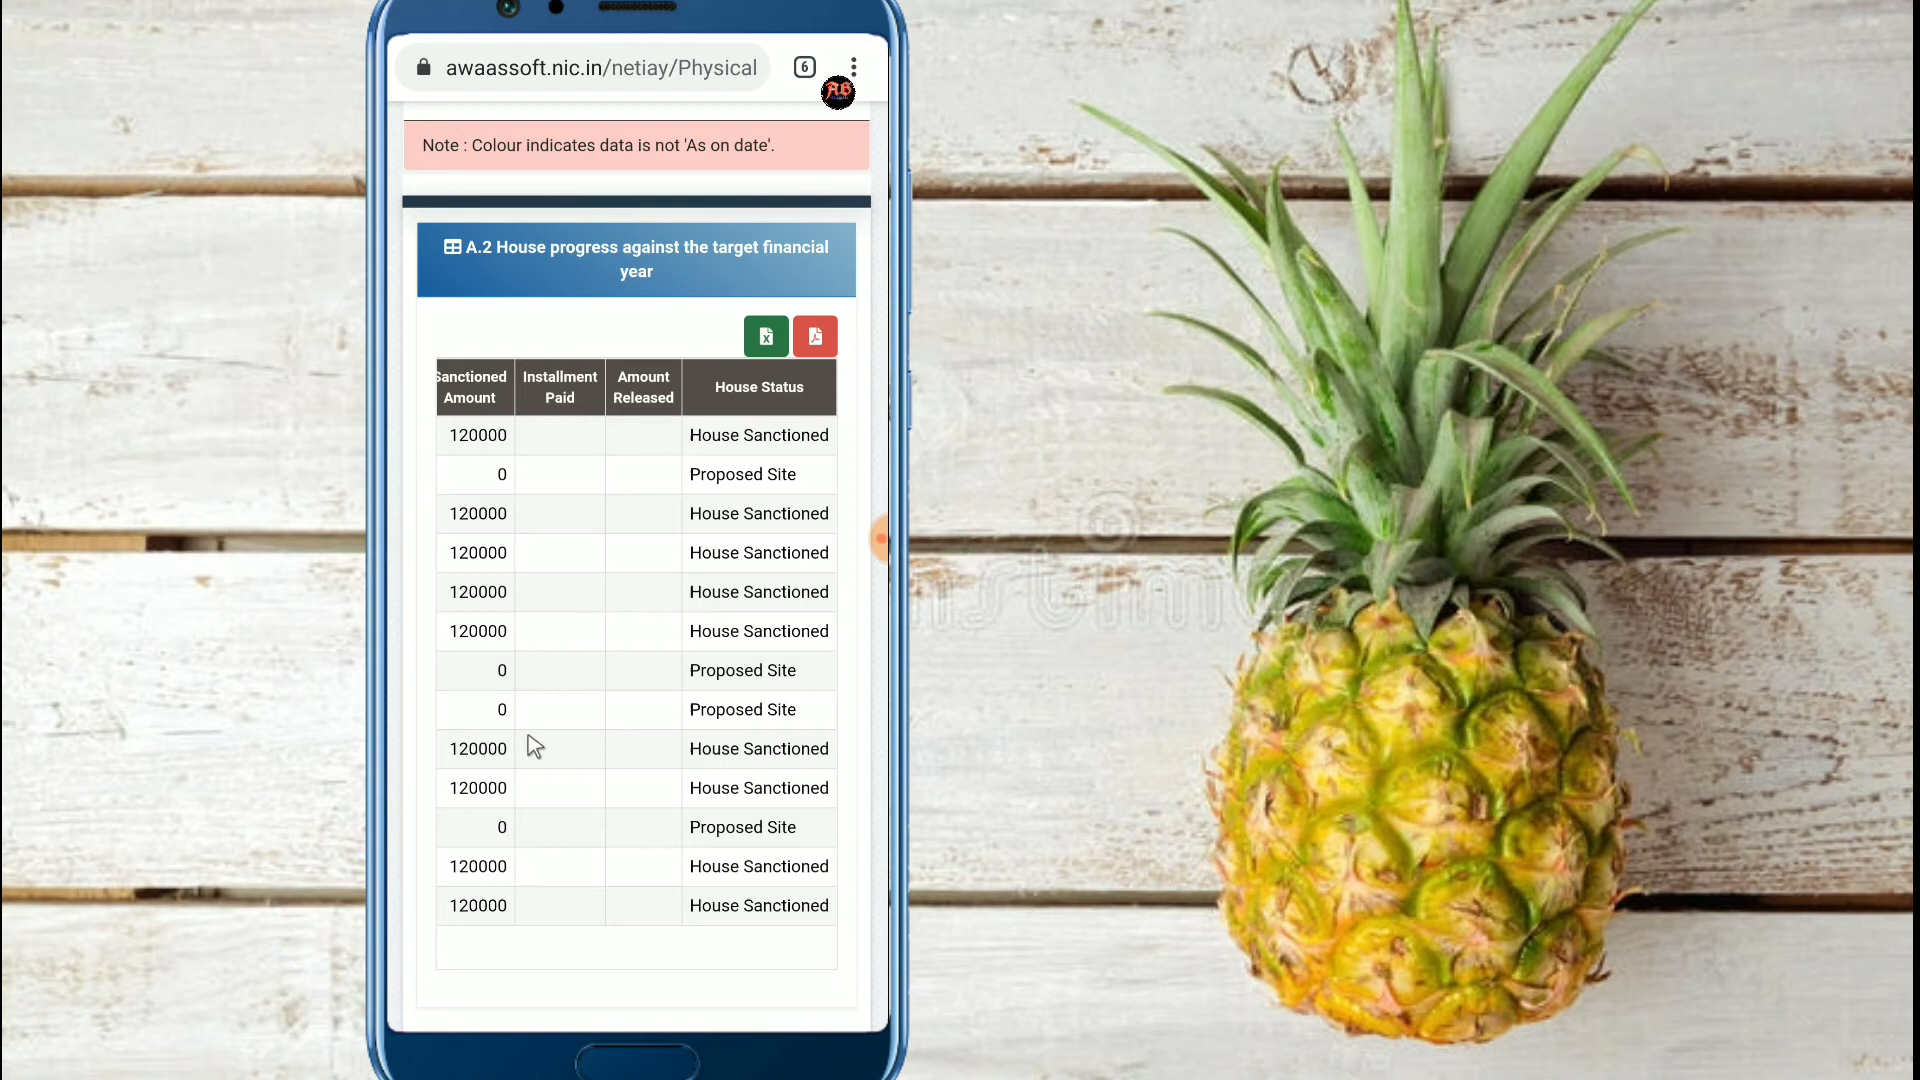 awaassoft.nic.in/netiay/Physical
6
AB
Note : Colour indicates data is not 'As on date'.
A.2 House progress against the target financial
year
Sanctioned Amount Installment Paid Amount Released House Status
120000 House Sanctioned
0 Proposed Site
120000 House Sanctioned
120000 House Sanctioned
120000 House Sanctioned
120000 House Sanctioned
0 Proposed Site
0 Proposed Site
120000 House Sanctioned
120000 House Sanctioned
0 Proposed Site
120000 House Sanctioned
120000 House Sanctioned